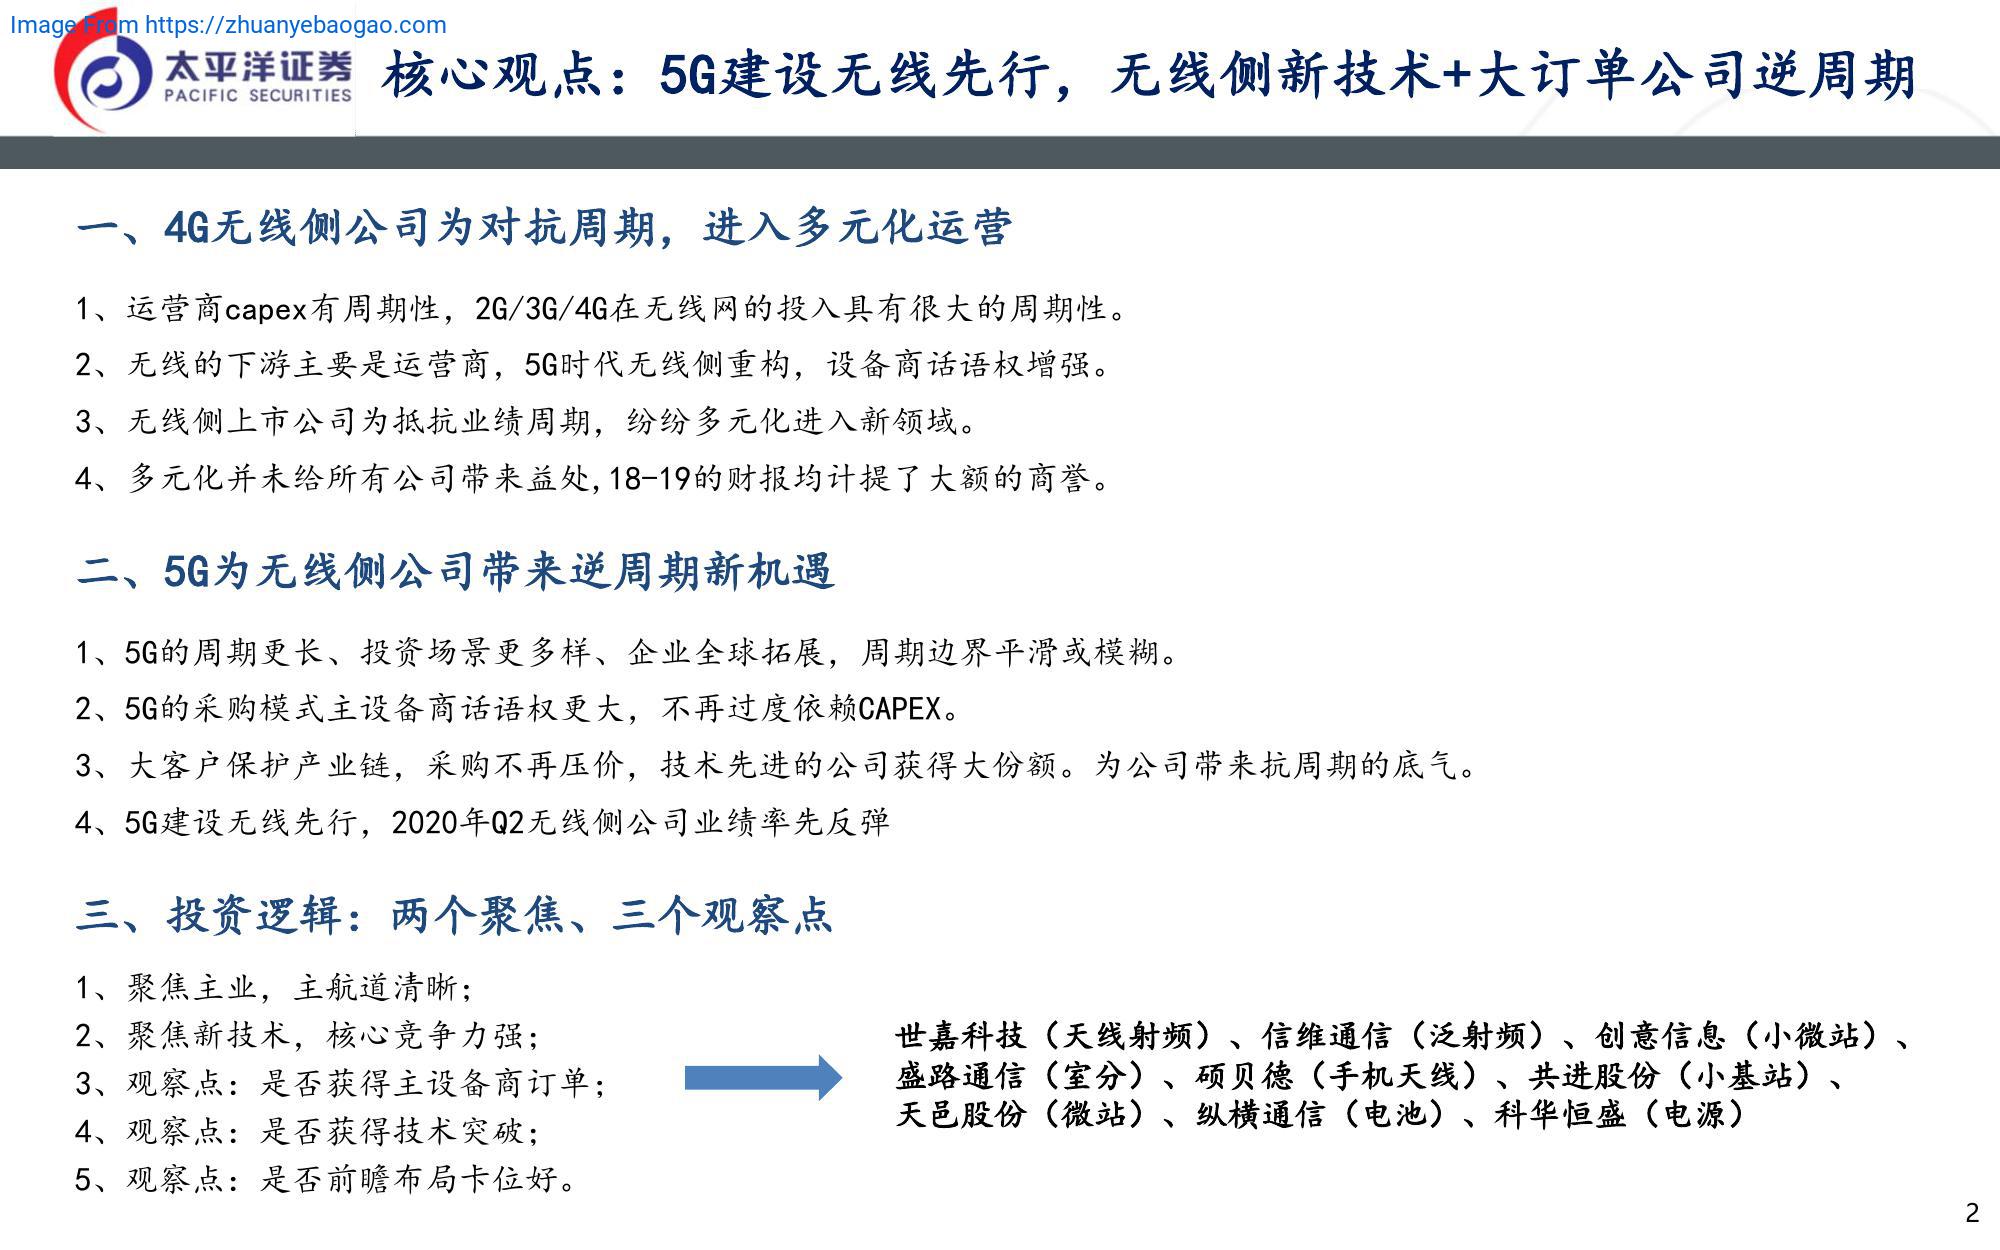 Image From https://zhuanyebaogao.com
太平洋证券
PACIFIC SECURITIES
核心观点：5G建设无线先行，无线侧新技术+大订单公司逆周期
一、4G无线侧公司为对抗周期，进入多元化运营
1、运营商capex有周期性，2G/3G/4G在无线网的投入具有很大的周期性。
2、无线的下游主要是运营商，5G时代无线侧重构，设备商话语权增强。
3、无线侧上市公司为抵抗业绩周期，纷纷多元化进入新领域。
4、多元化并未给所有公司带来益处,18-19的财报均计提了大额的商誉。
二、5G为无线侧公司带来逆周期新机遇
1、5G的周期更长、投资场景更多样、企业全球拓展，周期边界平滑或模糊。
2、5G的采购模式主设备商话语权更大，不再过度依赖CAPEX。
3、大客户保护产业链，采购不再压价，技术先进的公司获得大份额。为公司带来抗周期的底气。
4、5G建设无线先行，2020年Q2无线侧公司业绩率先反弹
三、投资逻辑：两个聚焦、三个观察点
1、聚焦主业，主航道清晰；
2、聚焦新技术，核心竞争力强；
3、观察点：是否获得主设备商订单；
4、观察点：是否获得技术突破；
5、观察点：是否前瞻布局卡位好。
世嘉科技（天线射频）、信维通信（泛射频）、创意信息（小微站）、
盛路通信（室分）、硕贝德（手机天线）、共进股份（小基站）、
天邑股份（微站）、纵横通信（电池）、科华恒盛（电源）
2